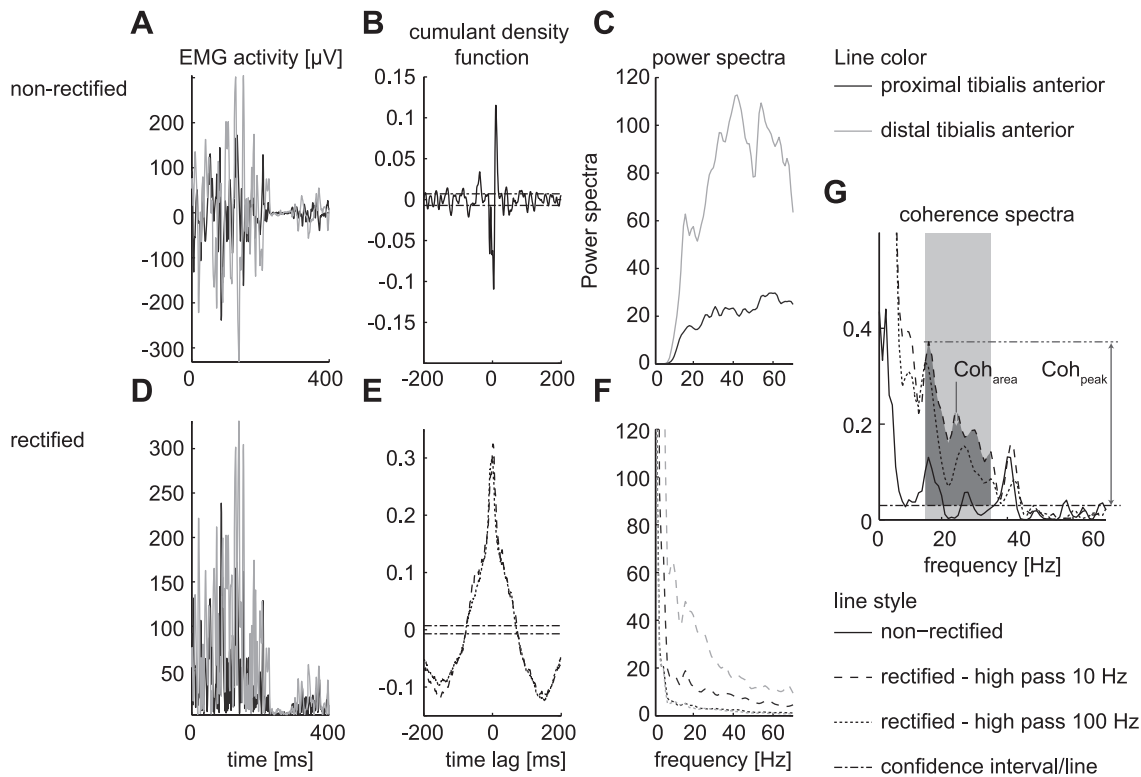 A
EMG activity [µV]
B
cumulant density
function
C
power spectra
Line color
proximal tibialis anterior
distal tibialis anterior
non-rectified
300
200
100
0
-100
-200
-300
0
400
0.15
0.1
0.05
0
-0.05
-0.1
-0.15
-200
0
200
Power spectra
120
100
80
60
40
20
0
0
20
40
60
G
coherence spectra
0.4
0.2
0
Coh area
Coh peak
0
20
40
60
frequency [Hz]
rectified
D
300
250
200
150
100
50
0
400
time [ms]
E
0.3
0.2
0.1
0
-0.1
-200
0
200
time lag [ms]
F
120
100
80
60
40
20
0
0
20
40
60
frequency [Hz]
line style
non−rectified
rectified - high pass 10 Hz
rectified - high pass 100 Hz
confidence interval/line